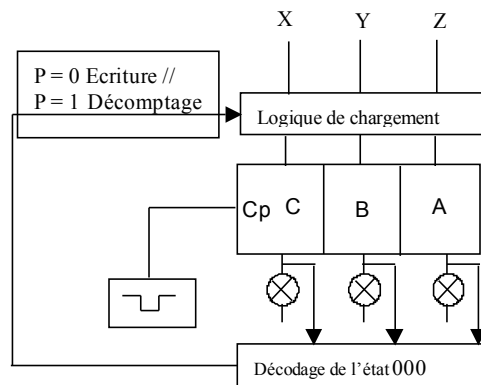 X Y Z
P = 0 Ecriture //
P = 1 Décomptage
Logique de chargement
Cp C B A
Décodage de l'état 000